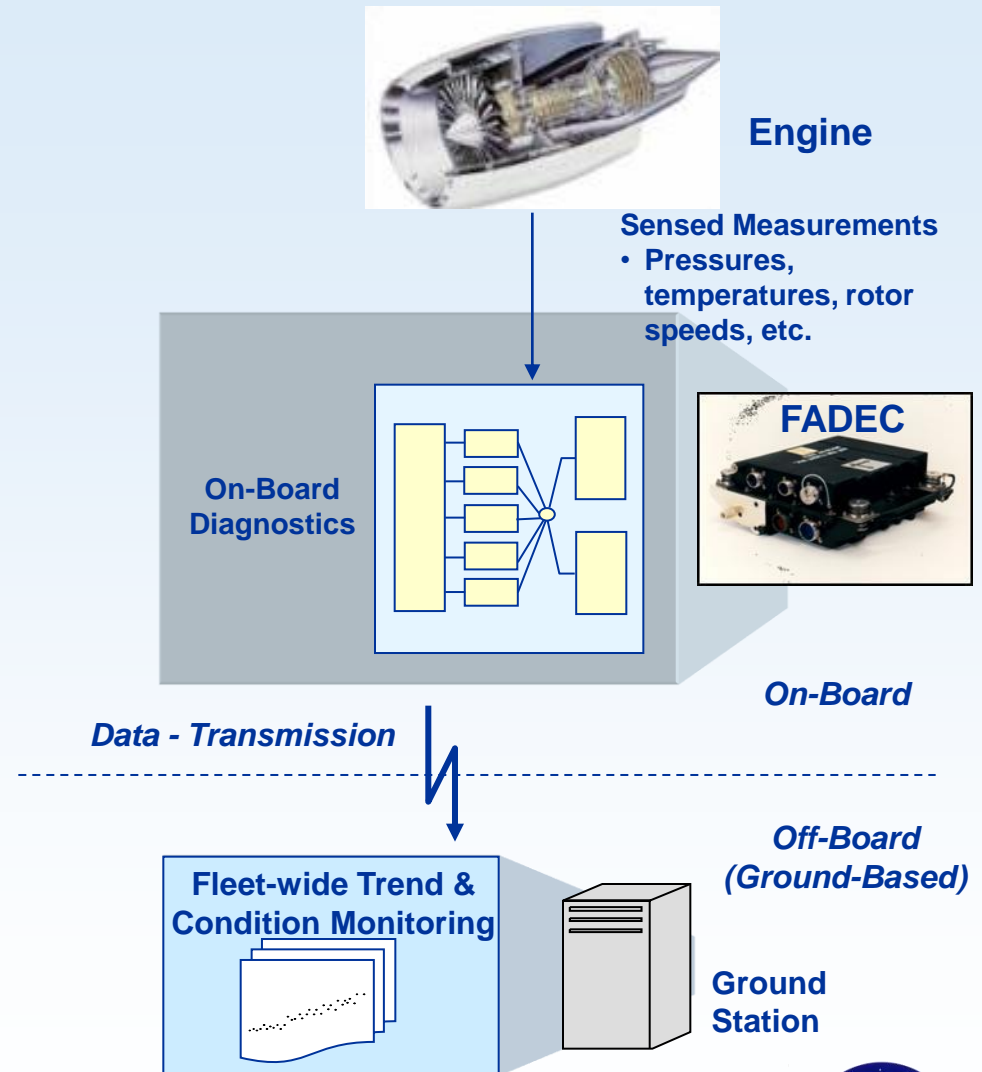 Engine
Sensed Measurements
• Pressures,
temperatures, rotor
speeds, etc.
FADEC
On-Board
Diagnostics
On-Board
Data - Transmission
Off-Board
(Ground-Based)
Fleet-wide Trend &
Condition Monitoring
Ground
Station